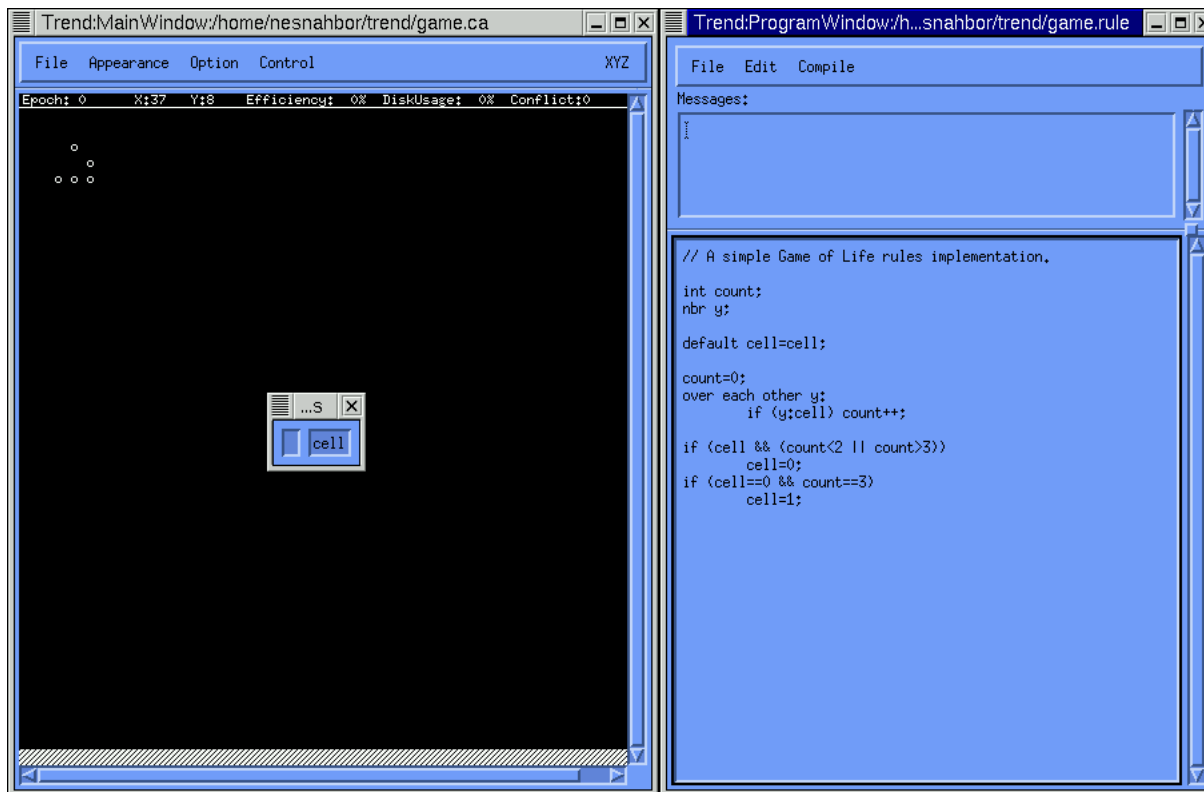 Trend:MainWindow:/home/nesnahbor/trend/game.ca
File Appearance Option Control XYZ
Epoch: 0 X:37 Y:8 Efficiency: 0% DiskUsage: 0% Conflict:0
...s
cell
Trend:ProgramWindow:/h...snahbor/trend/game.rule
File Edit Compile
Messages:
// A simple Game of Life rules implementation.
int count;
nbr y;
default cell=cell;
count=0;
over each other y:
if (y:cell) count++;
if (cell && (count<2 || count>3))
cell=0;
if (cell==0 && count==3)
cell=1;